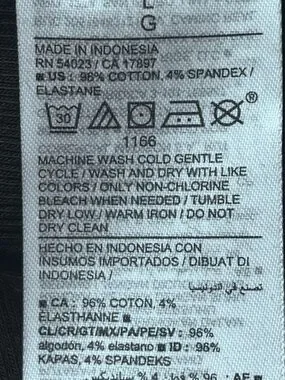 L
G
MADE IN INDONESIA
RN 54023 / CA 17897
■ US : 96% COTTON, 4% SPANDEX /
ELASTANE
30
®
1166
MACHINE WASH COLD GENTLE
CYCLE / WASH AND DRY WITH LIKE
COLORS / ONLY NON-CHLORINE
BLEACH WHEN NEEDED / TUMBLE
DRY LOW / WARM IRON / DO NOT
DRY CLEAN
HECHO EN INDONESIA CON
INSUMOS IMPORTADOS / DIBUAT DI
INDONESIA /
صنع في اندونيسيا
■ CA : 96% COTON, 4%
ÉLASTHANNE ■
CL/CR/GT/MX/PA/PE/SV : 96%
algodón, 4% elastano ■ ID : 96%
KAPAS, 4% SPANDEKS
■ AE :